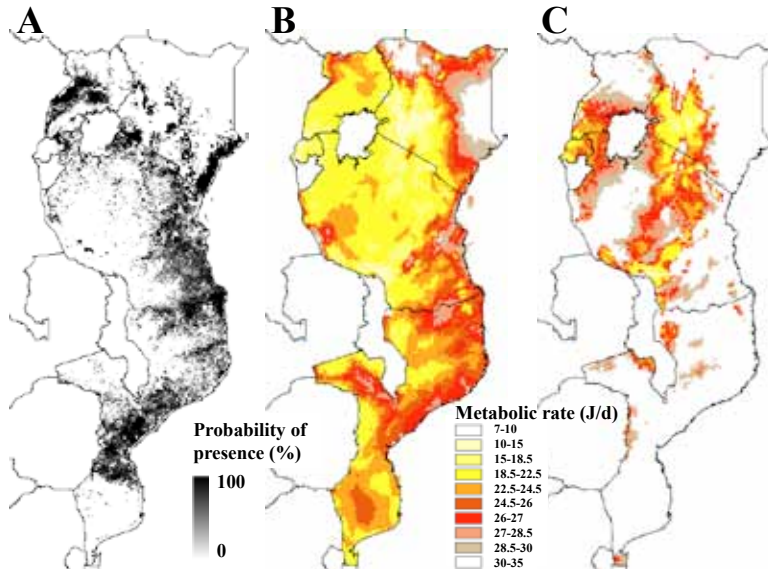 A
B
C
Probability of
presence (%)
100
0
Metabolic rate (J/d)
7-10
10-15
15-18.5
18.5-22.5
22.5-24.5
24.5-26
26-27
27-28.5
28.5-30
30-35